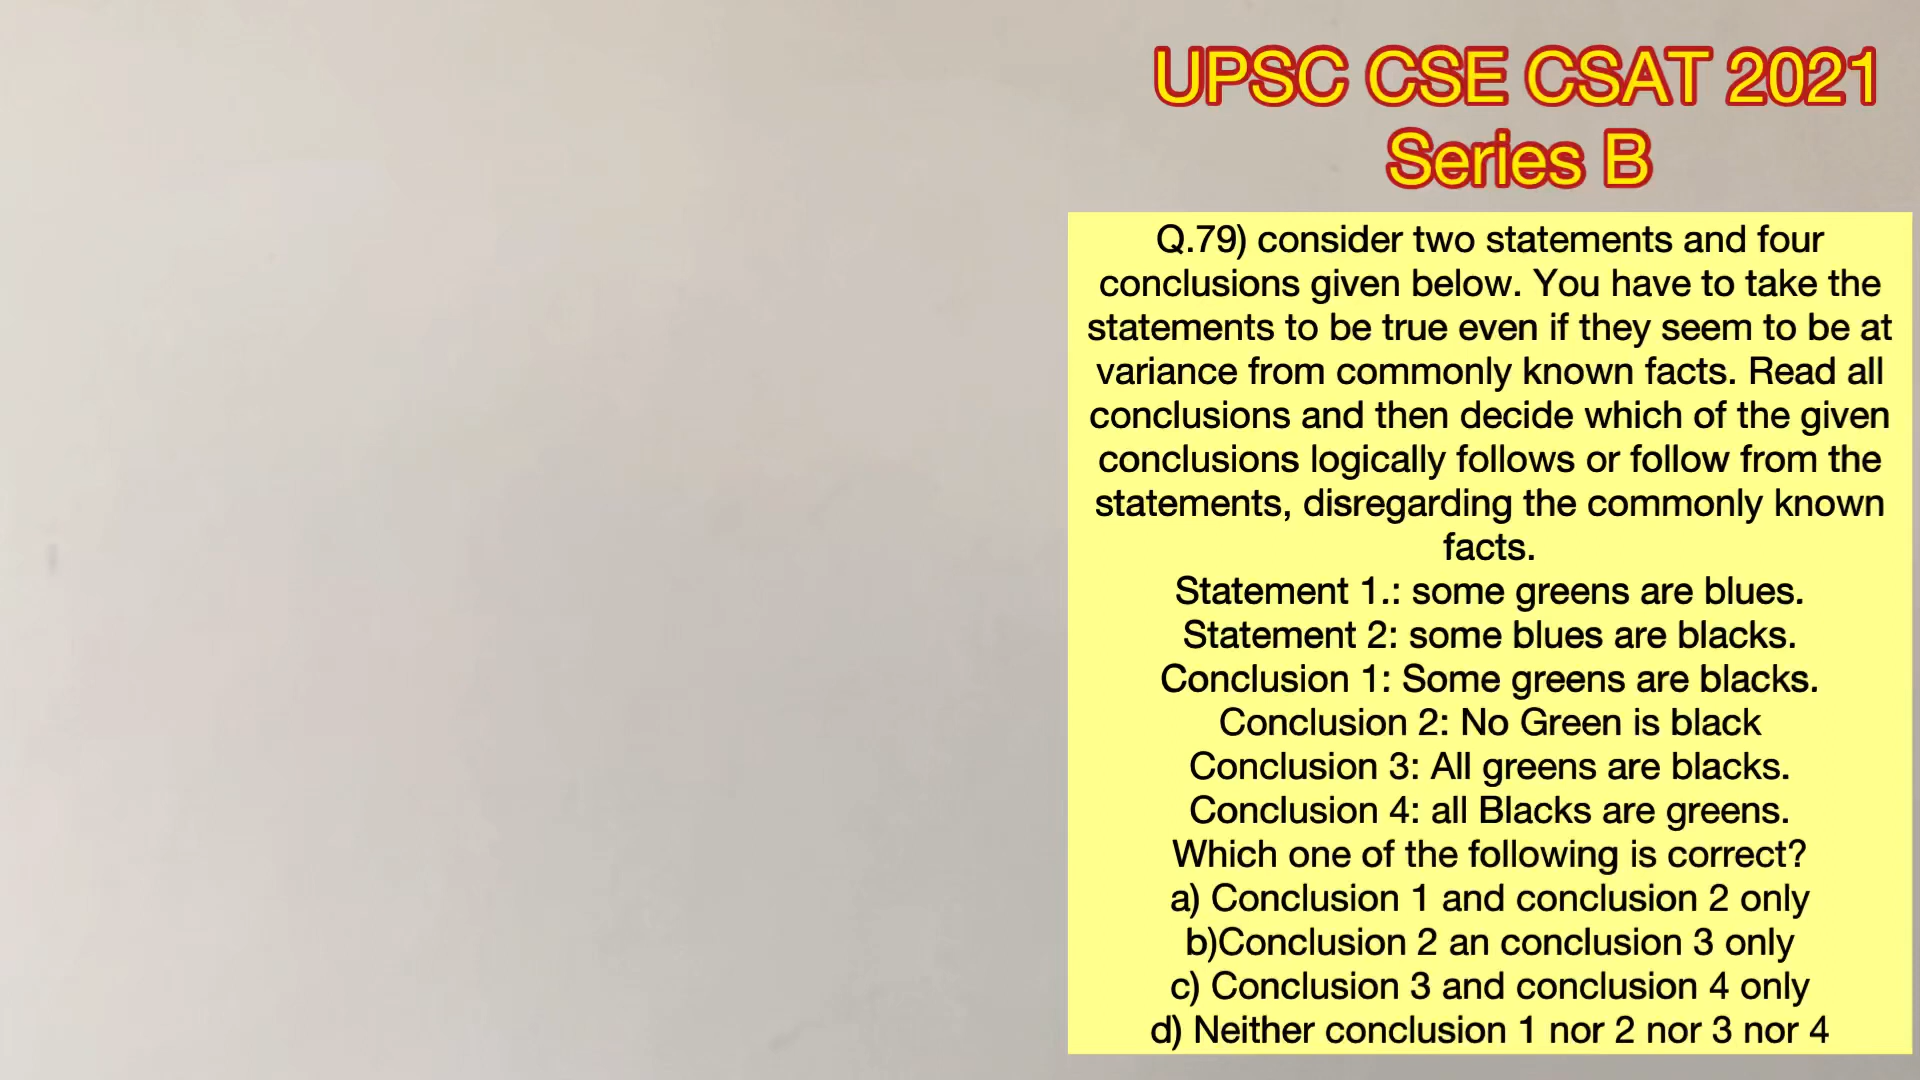 UPSC CSE CSAT 2021
Series B
Q.79) consider two statements and four
conclusions given below. You have to take the
statements to be true even if they seem to be at
variance from commonly known facts. Read all
conclusions and then decide which of the given
conclusions logically follows or follow from the
statements, disregarding the commonly known
facts.
Statement 1.: some greens are blues.
Statement 2: some blues are blacks.
Conclusion 1: Some greens are blacks.
Conclusion 2: No Green is black
Conclusion 3: All greens are blacks.
Conclusion 4: all Blacks are greens.
Which one of the following is correct?
a) Conclusion 1 and conclusion 2 only
b)Conclusion 2 an conclusion 3 only
c) Conclusion 3 and conclusion 4 only
d) Neither conclusion 1 nor 2 nor 3 nor 4